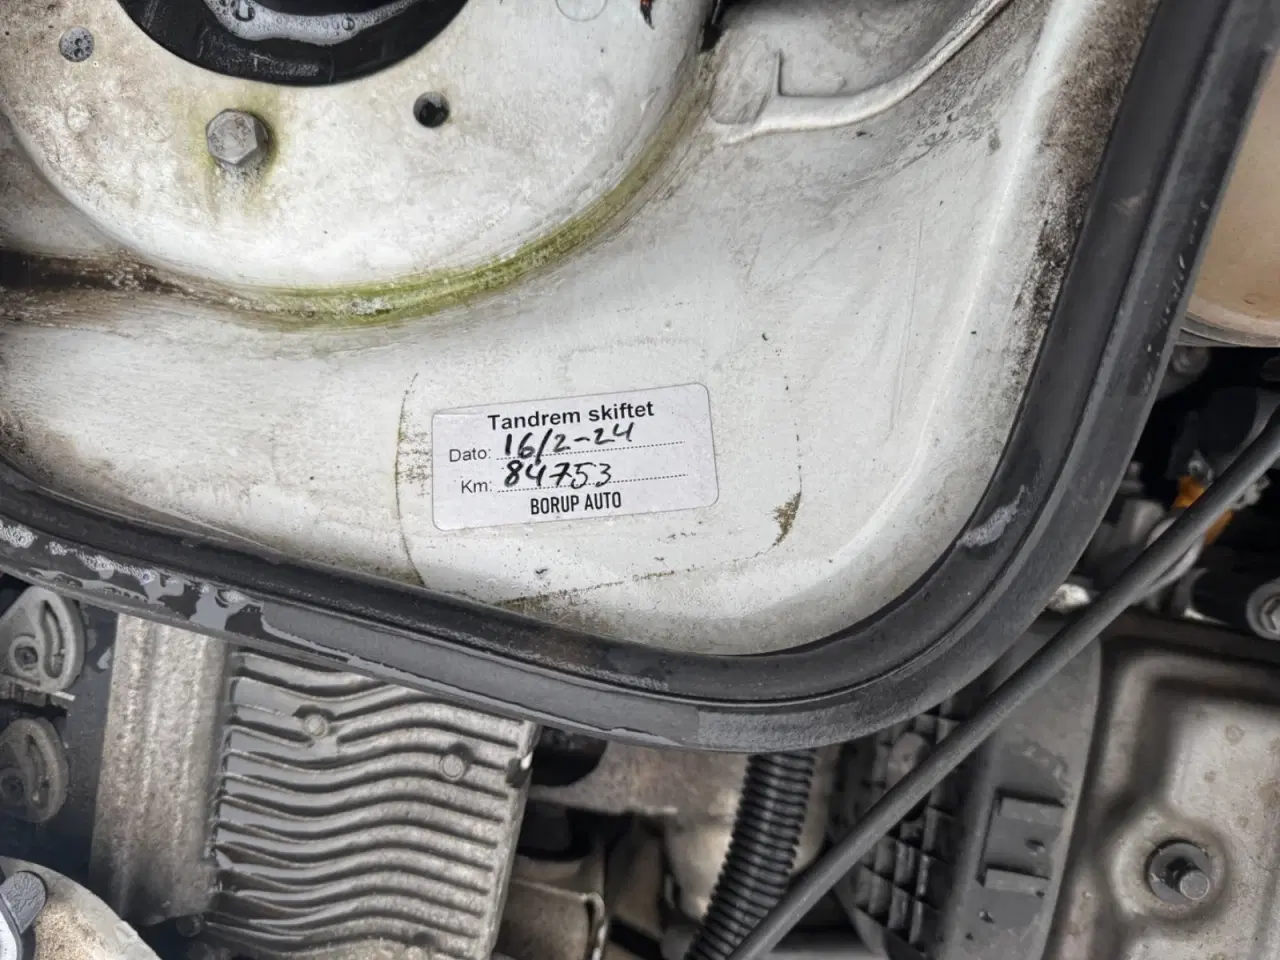 Tandrem skiftet
Dato: 16/2-24
Km: 84753
BORUP AUTO